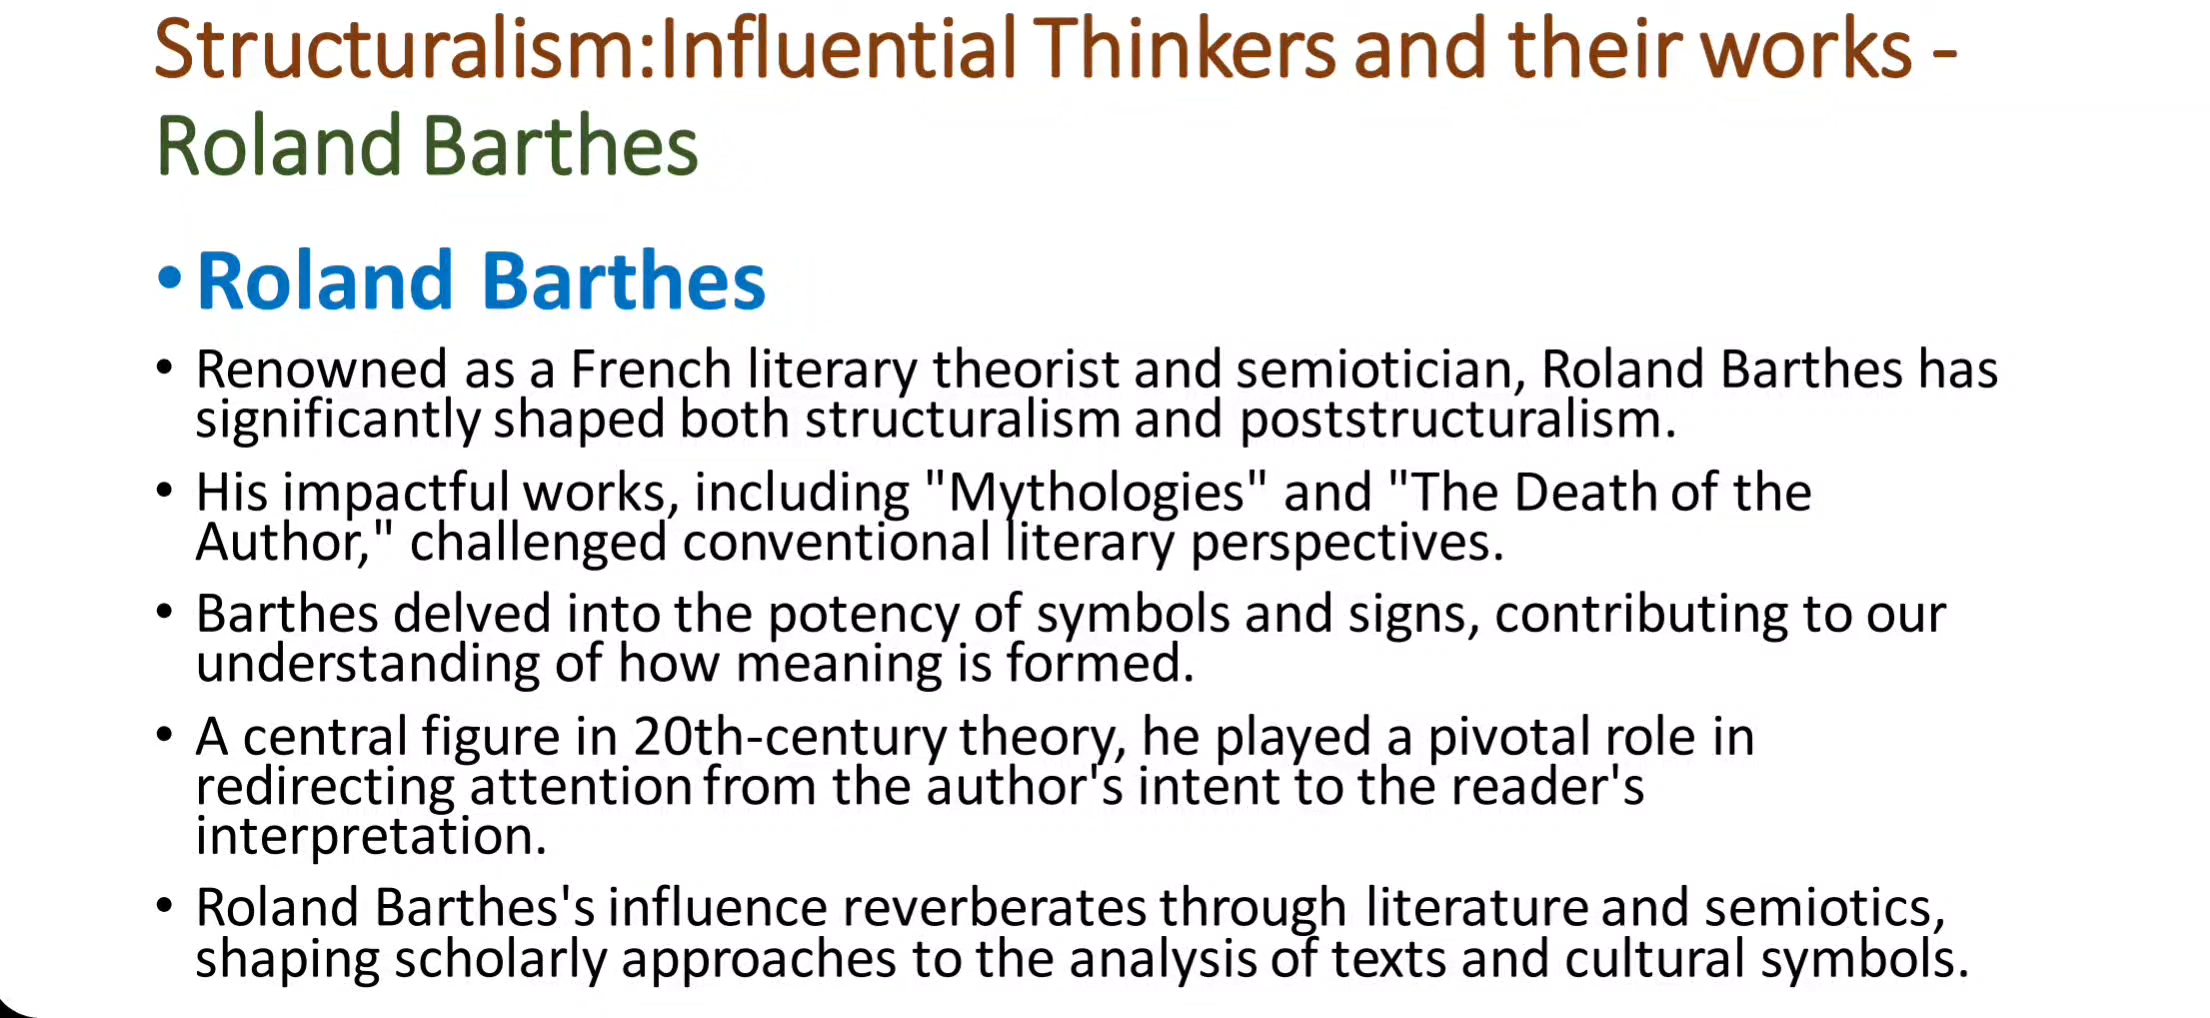 Structuralism:Influential Thinkers and their works -
Roland Barthes
• Roland Barthes
• Renowned as a French literary theorist and semiotician, Roland Barthes has
significantly shaped both structuralism and poststructuralism.
• His impactful works, including "Mythologies" and "The Death of the
Author," challenged conventional literary perspectives.
• Barthes delved into the potency of symbols and signs, contributing to our
understanding of how meaning is formed.
• A central figure in 20th-century theory, he played a pivotal role in
redirecting attention from the author's intent to the reader's
interpretation.
• Roland Barthes's influence reverberates through literature and semiotics,
shaping scholarly approaches to the analysis of texts and cultural symbols.